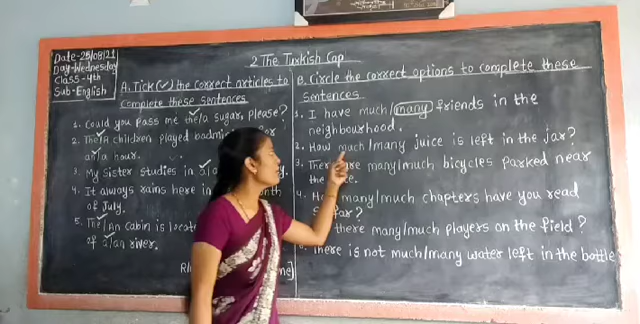 Date-25/08/21
Day-Wednesday
Class-4th
Sub-English
2 The Turkish Cap
A. Tick (✓) the correct articles to
complete these sentences
1. Could you pass me the/a sugar, please?
2. The/A children played
an/a hour.
3. My Sister studies in
4. It always rains here in
of July.
5. The/An cabin is
of a/an river.
B. Circle the correct options to complete these
sentences
1. I have much/many friends in the
neighbourhood.
2. How much/many juice is left in the jar?
3. many/much bicycles parked near
4. many/much chapters have you read
far?
there many/much players on the field?
There is not much/many water left in the bottle